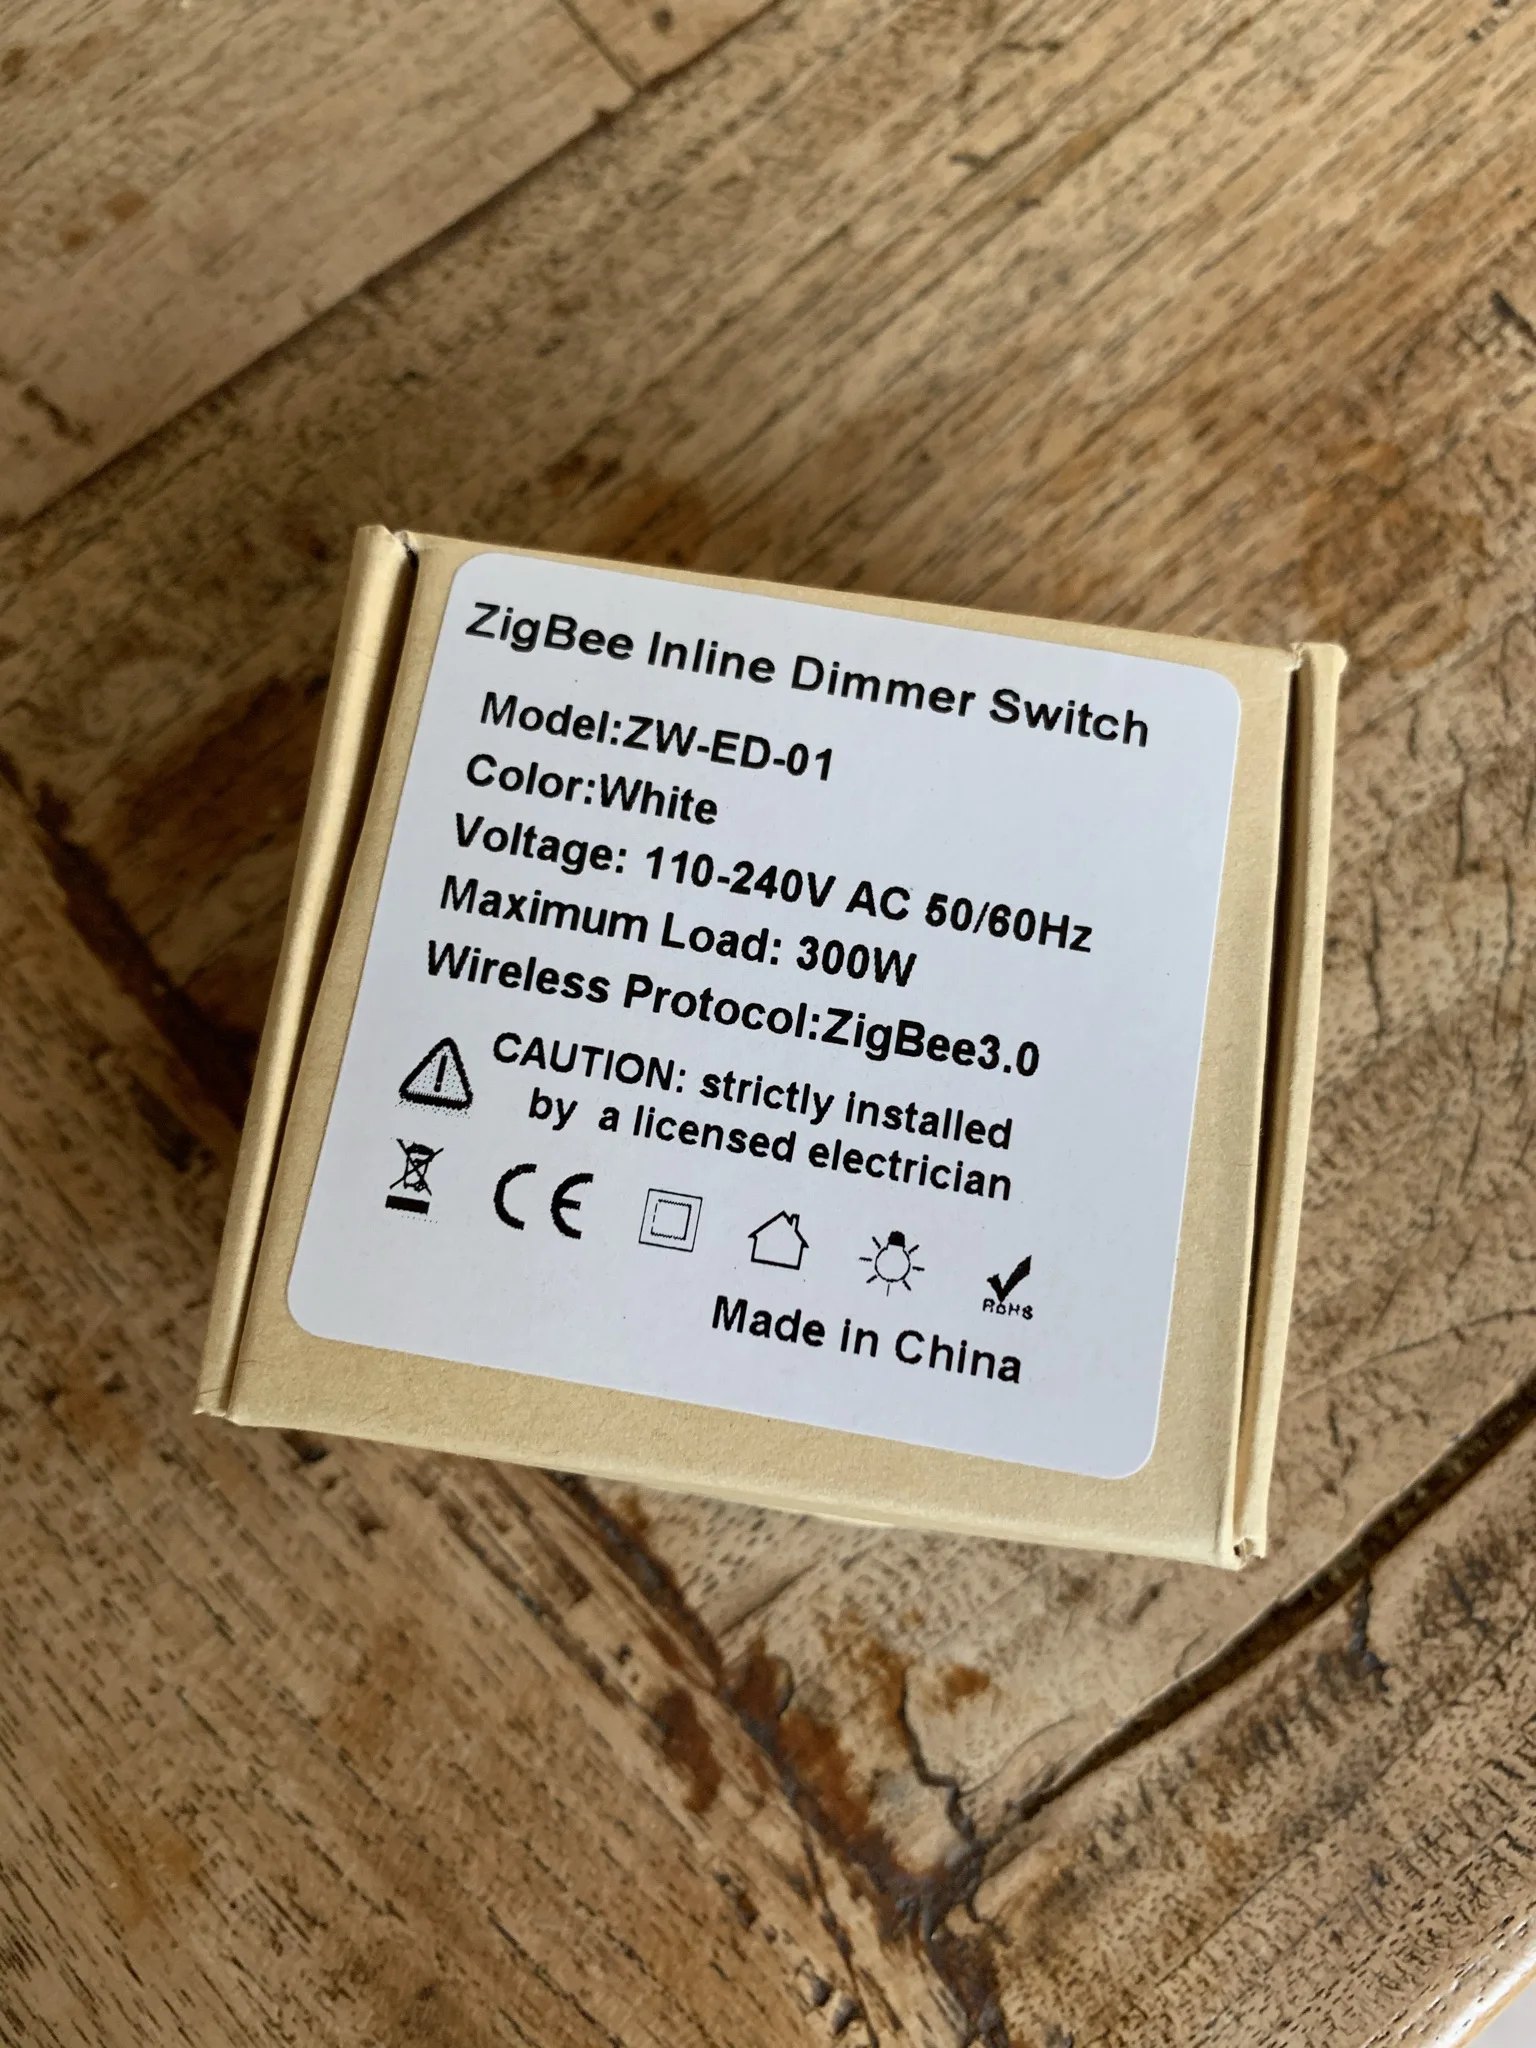 ZigBee Inline Dimmer Switch
Model:ZW-ED-01
Color:White
Voltage: 110-240V AC 50/60Hz
Maximum Load: 300W
Wireless Protocol:ZigBee3.0
CAUTION: strictly installed
by a licensed electrician
CE
RoHS
Made in China